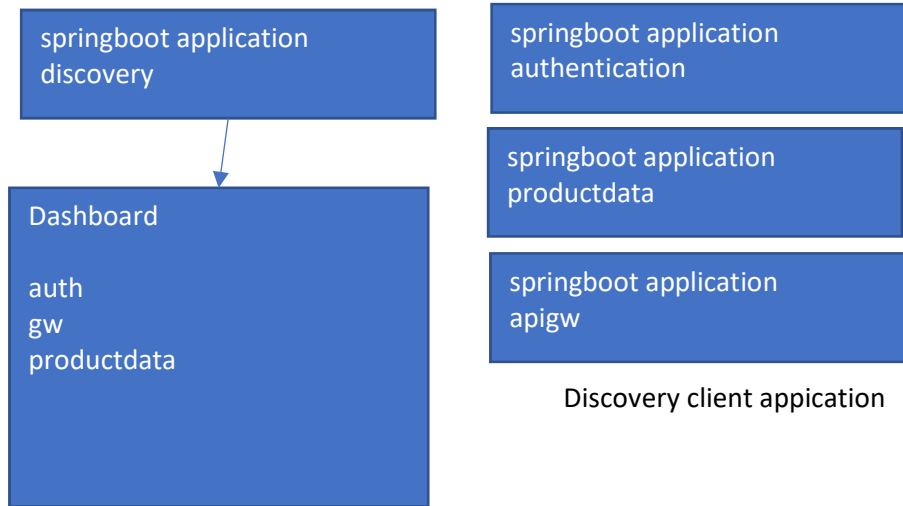 springboot application
discovery
Dashboard
auth
gw
productdata
springboot application
authentication
springboot application
productdata
springboot application
apigw
Discovery client appication